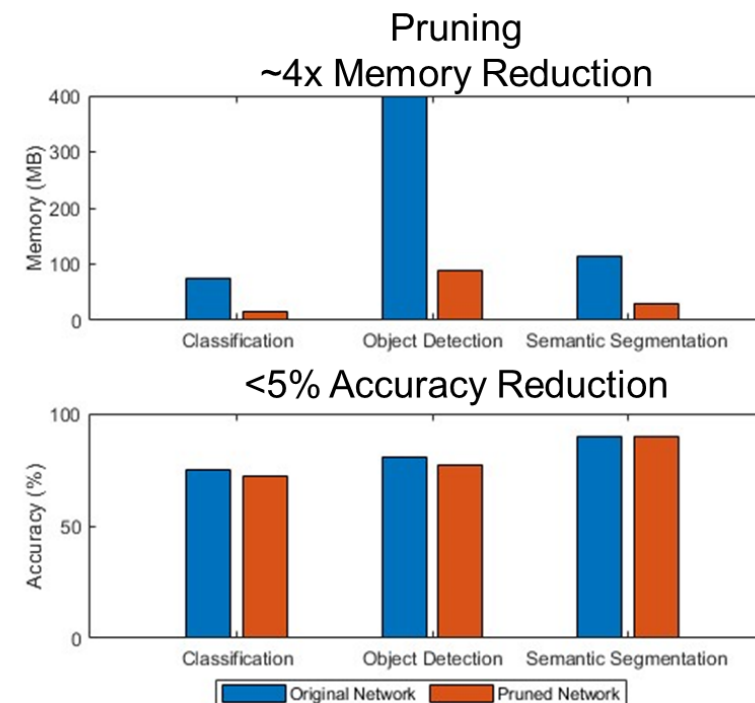 Pruning
~4x Memory Reduction
400
300
200
100
0
Memory (MB)
Classification
Object Detection
Semantic Segmentation
<5% Accuracy Reduction
100
50
0
Accuracy (%)
Classification
Object Detection
Semantic Segmentation
Original Network
Pruned Network